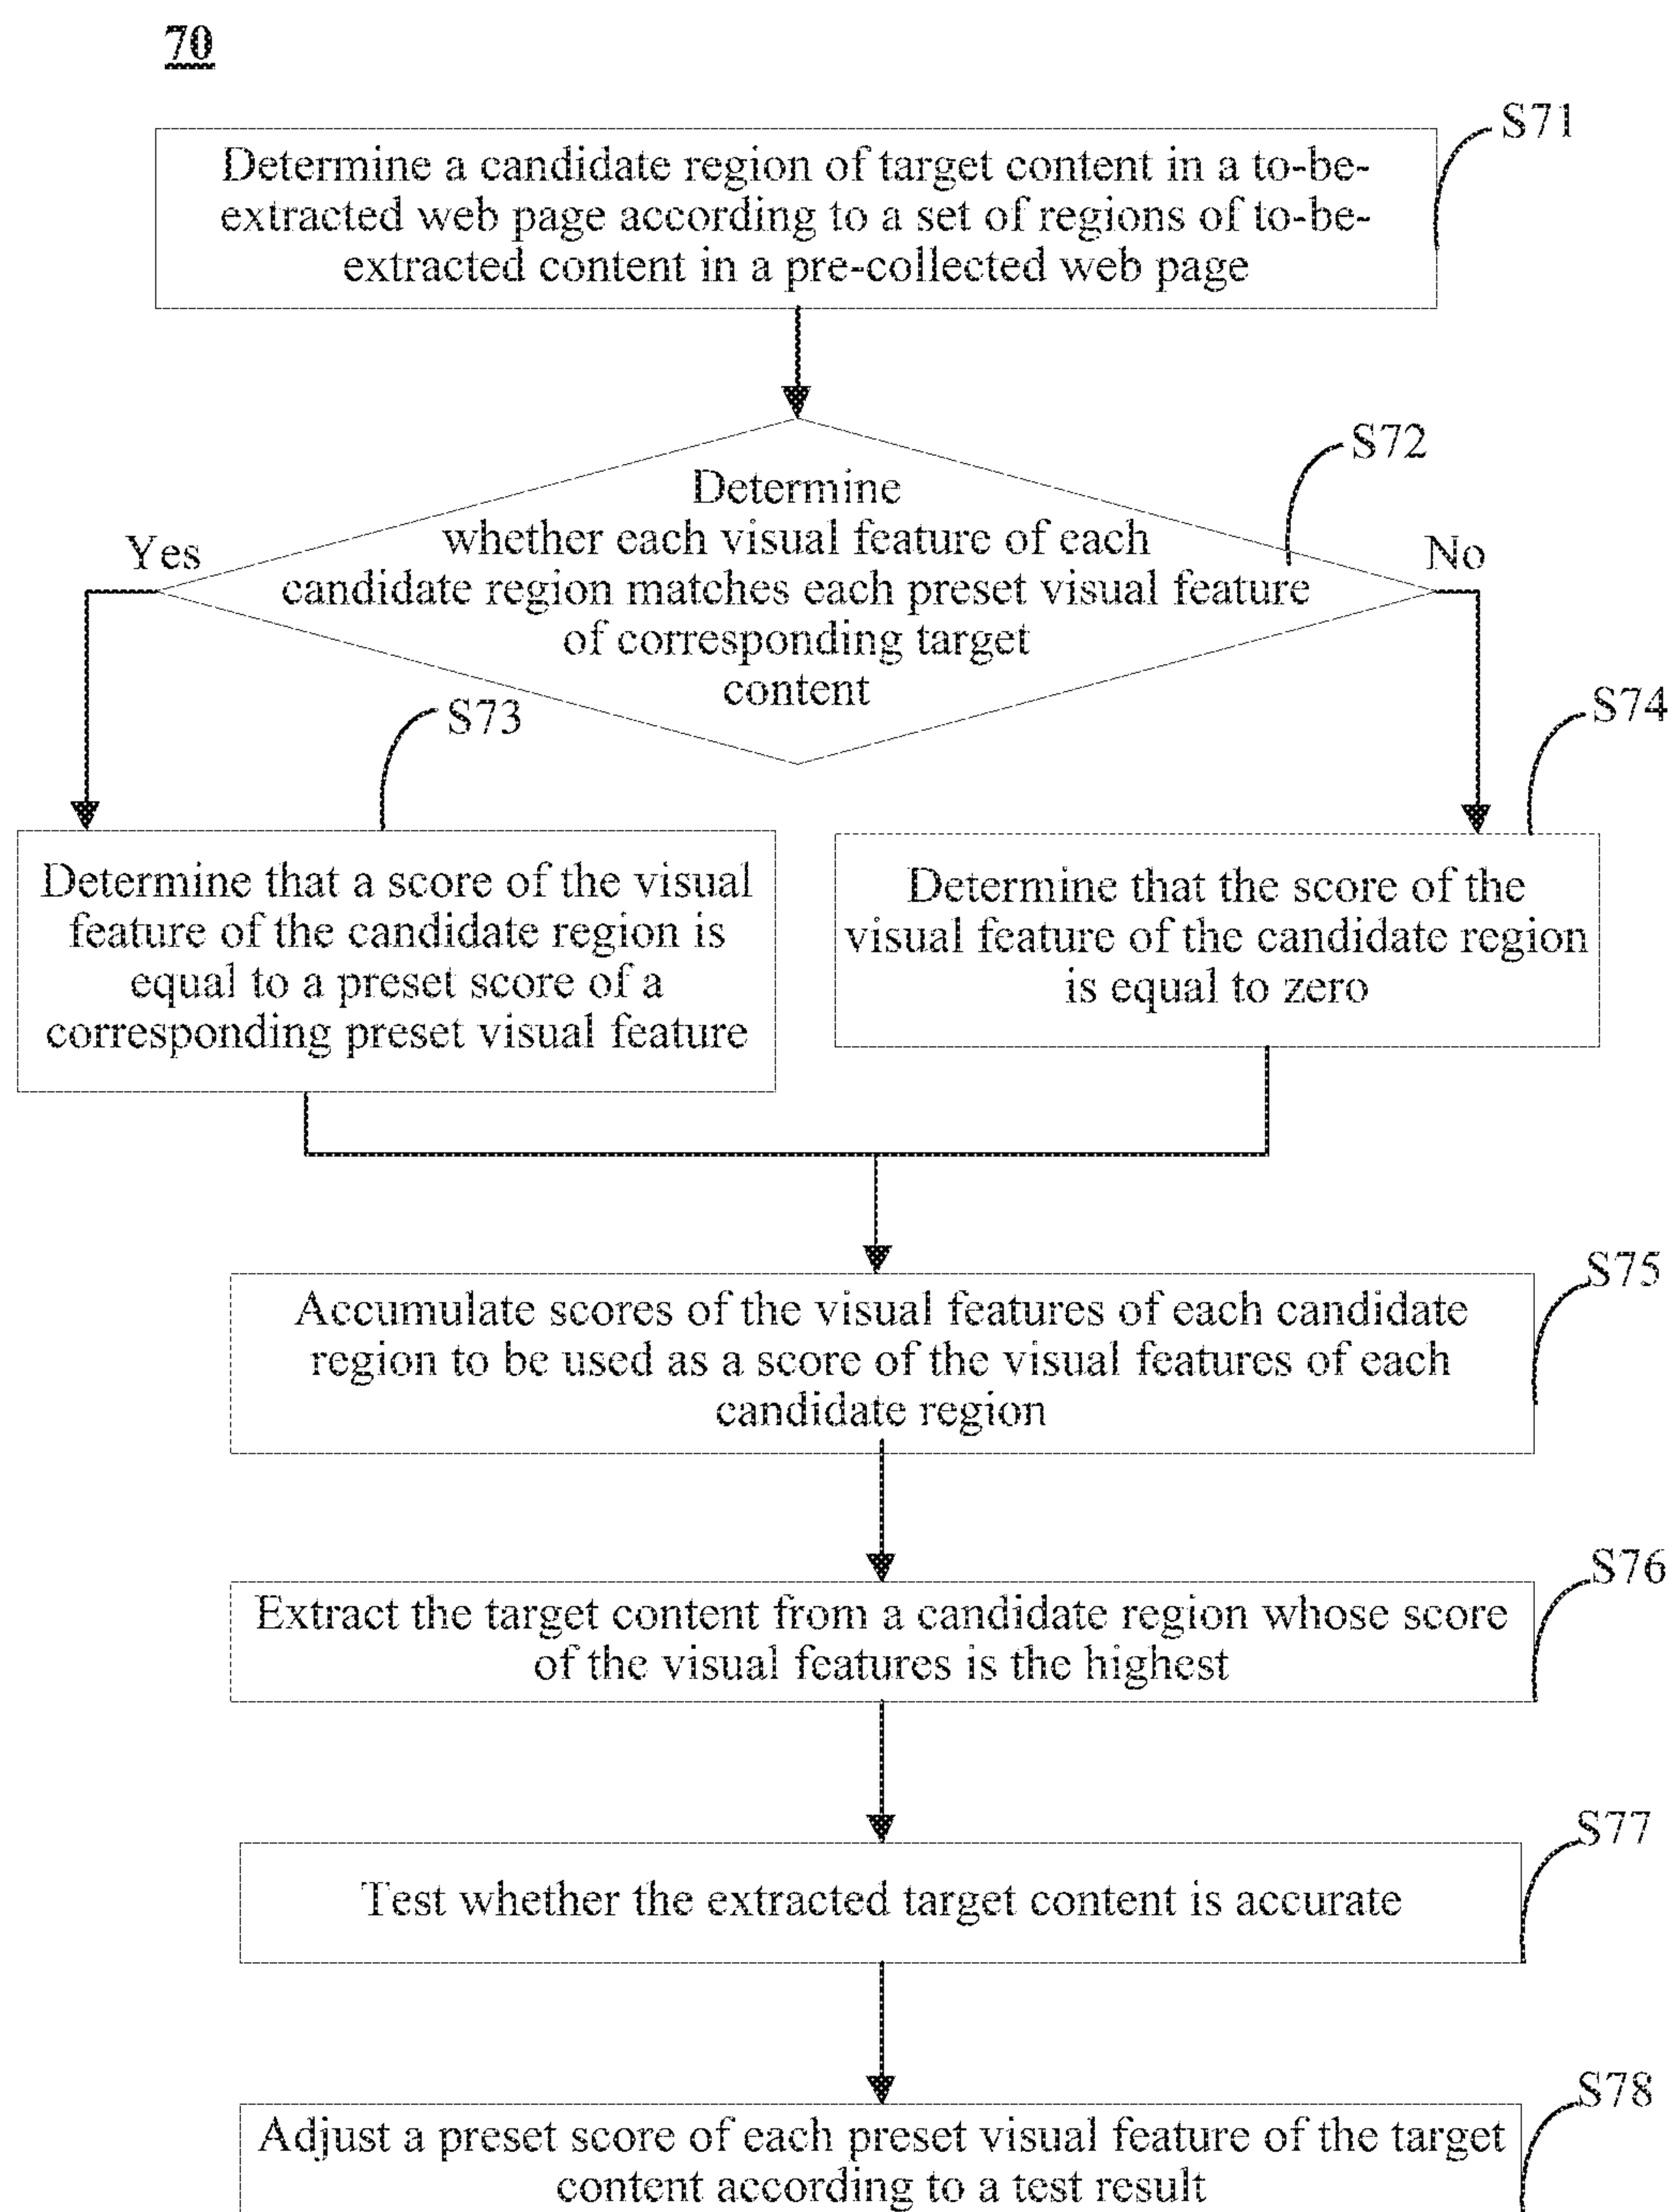 70
S71
Determine a candidate region of target content in a to-be-
extracted web page according to a set of regions of to-be-
extracted content in a pre-collected web page
S72
Determine
whether each visual feature of each
candidate region matches each preset visual feature
of corresponding target
content
Yes
No
S73
S74
Determine that a score of the visual
feature of the candidate region is
equal to a preset score of a
corresponding preset visual feature
Determine that the score of the
visual feature of the candidate region
is equal to zero
S75
Accumulate scores of the visual features of each candidate
region to be used as a score of the visual features of each
candidate region
S76
Extract the target content from a candidate region whose score
of the visual features is the highest
S77
Test whether the extracted target content is accurate
S78
Adjust a preset score of each preset visual feature of the target
content according to a test result